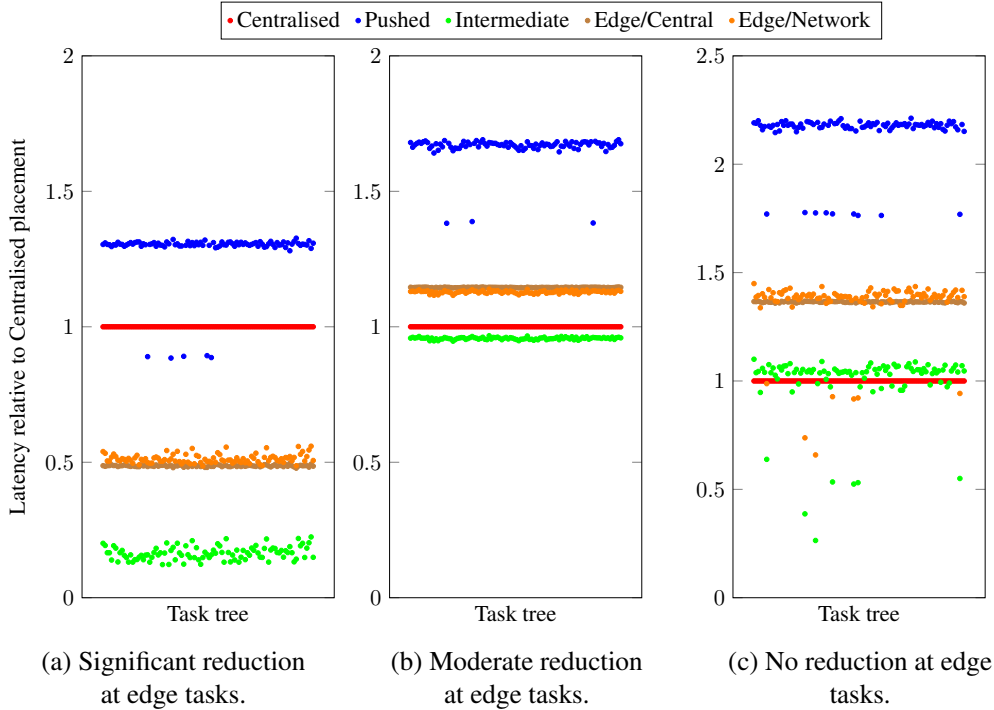 Centralised Pushed Intermediate Edge/Central Edge/Network
Latency relative to Centralised placement
2
1.5
1
0.5
0
Task tree
(a) Significant reduction
at edge tasks.
2
1.5
1
0.5
0
Task tree
(b) Moderate reduction
at edge tasks.
2.5
2
1.5
1
0.5
0
Task tree
(c) No reduction at edge
tasks.